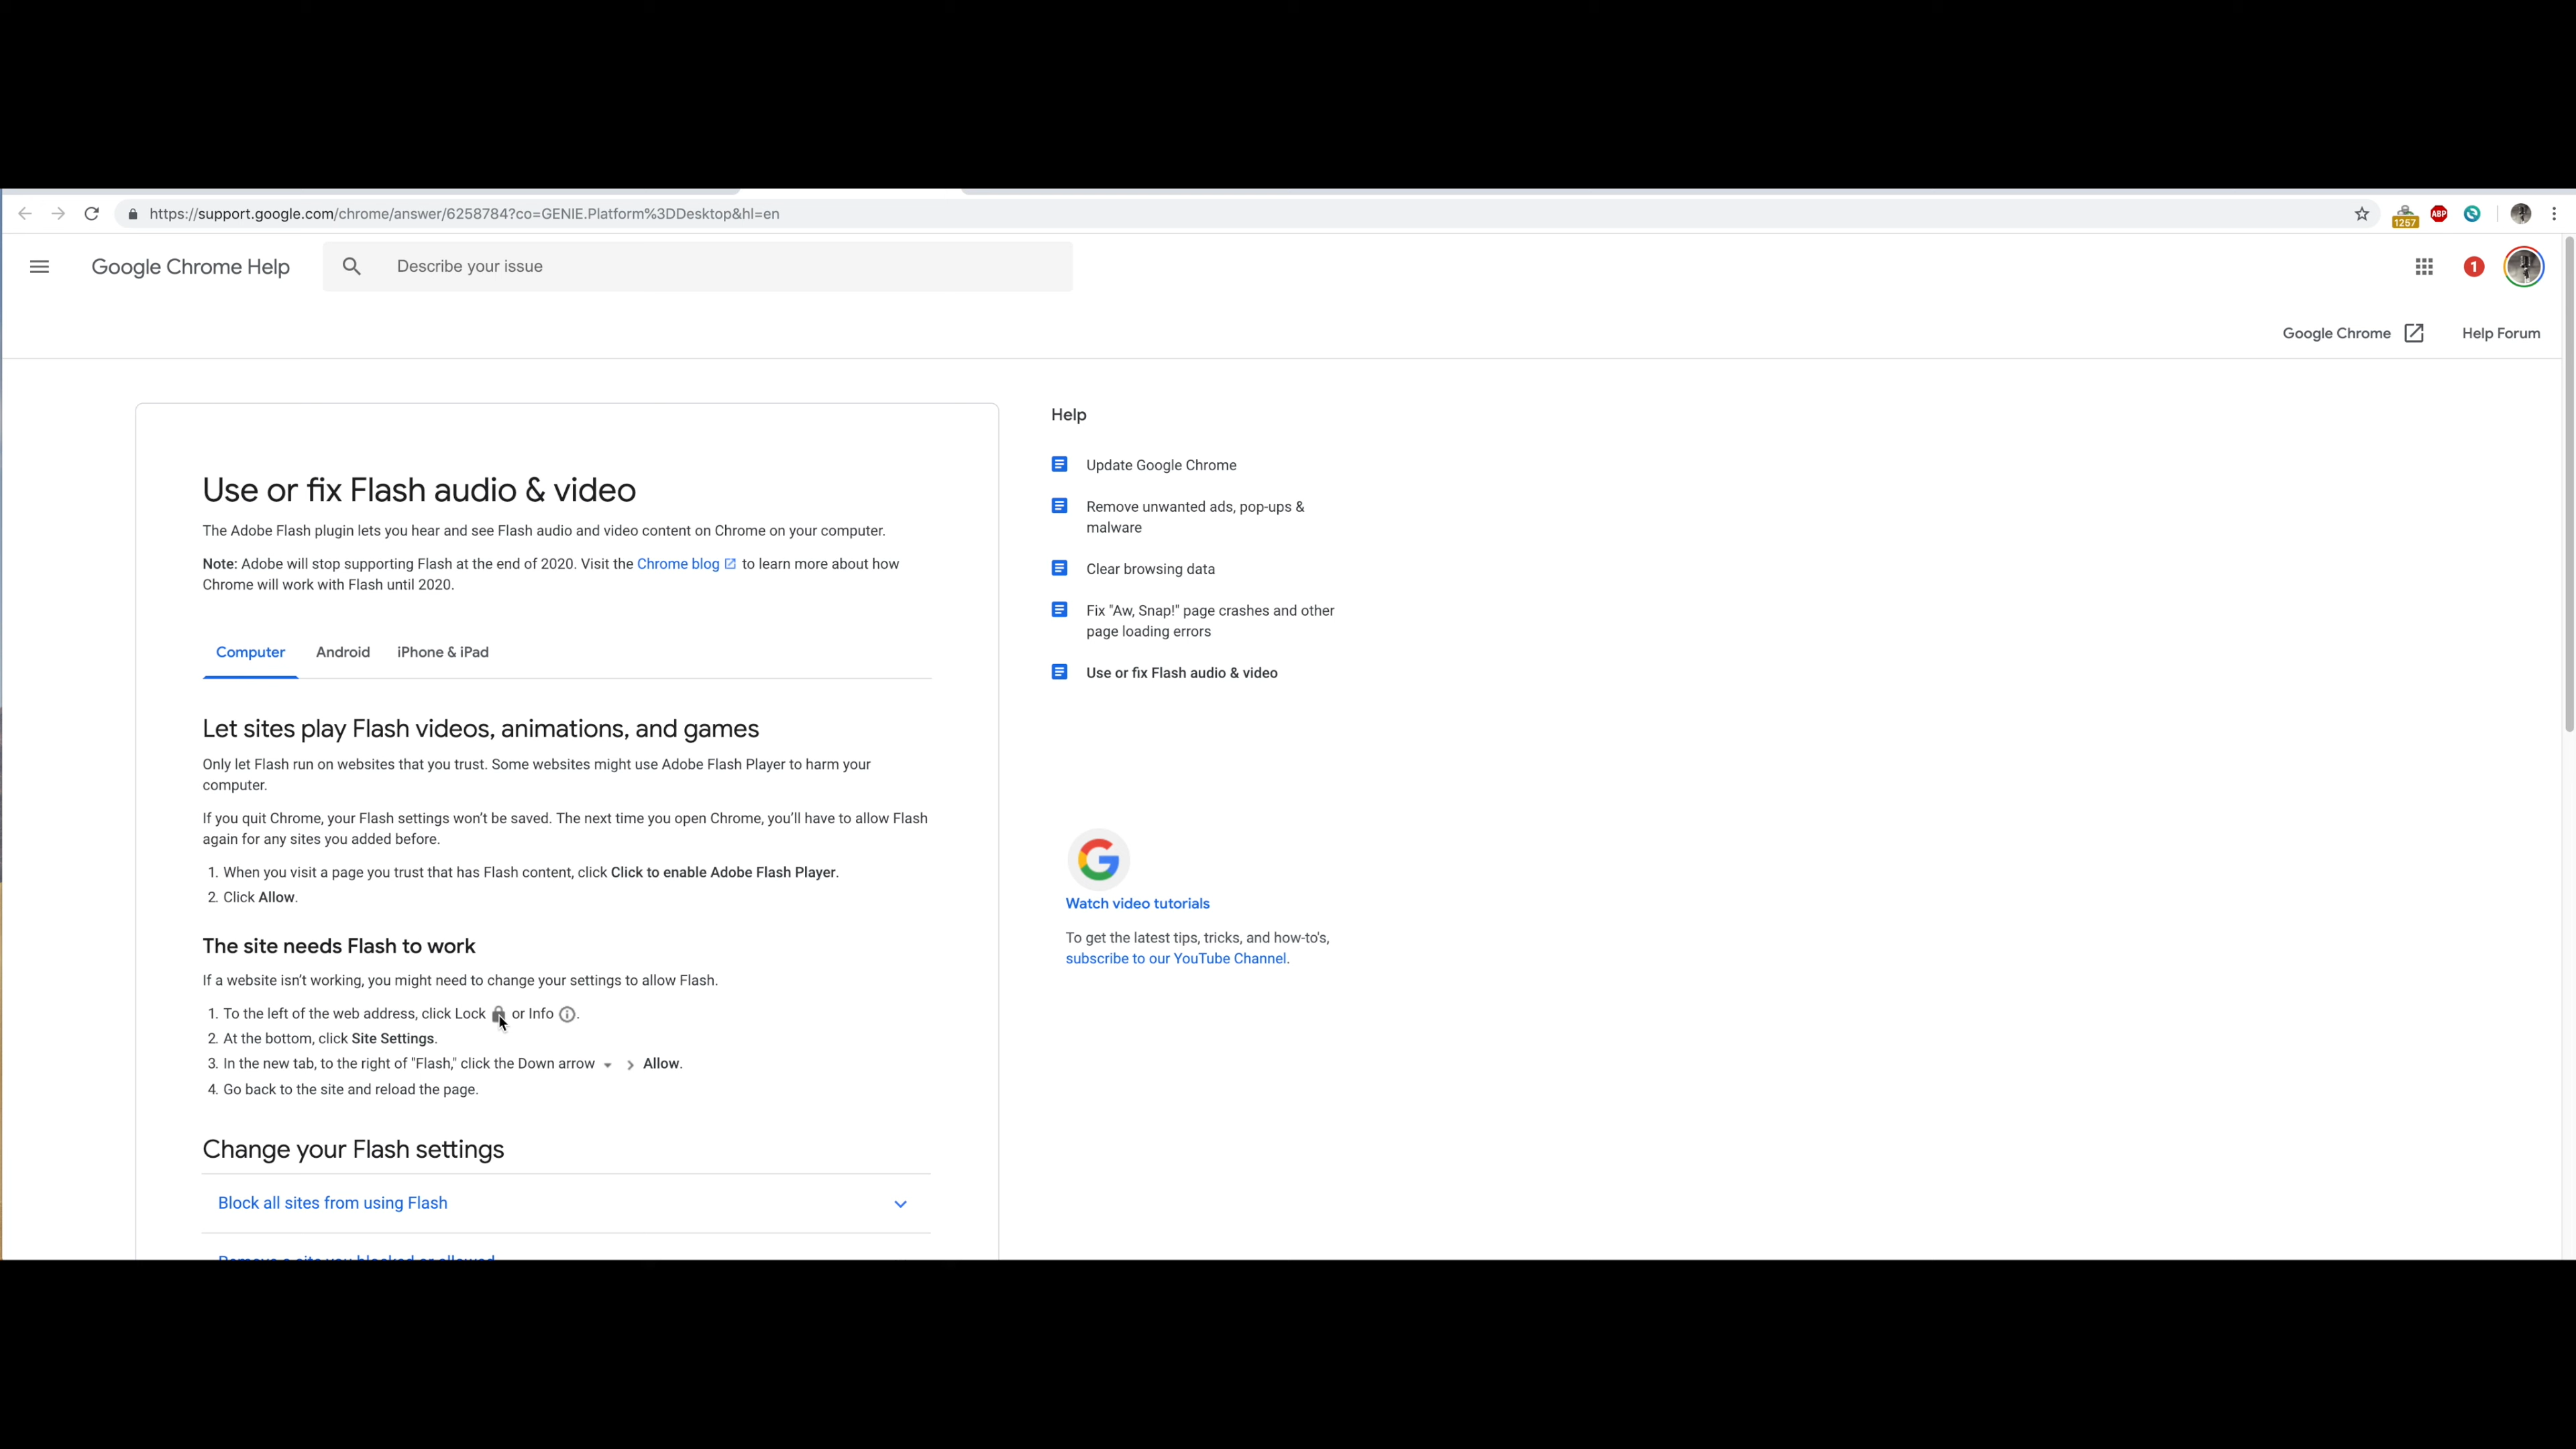 https://support.google.com/chrome/answer/6258784?co=GENIE.Platform%3DDesktop&hl=en
1257
ABP
Google Chrome Help
Describe your issue
1
Google Chrome
Help Forum
Use or fix Flash audio & video
The Adobe Flash plugin lets you hear and see Flash audio and video content on Chrome on your computer.
Note: Adobe will stop supporting Flash at the end of 2020. Visit the Chrome blog to learn more about how
Chrome will work with Flash until 2020.
Computer
Android
iPhone & iPad
Let sites play Flash videos, animations, and games
Only let Flash run on websites that you trust. Some websites might use Adobe Flash Player to harm your
computer.
If you quit Chrome, your Flash settings won't be saved. The next time you open Chrome, you'll have to allow Flash
again for any sites you added before.
1. When you visit a page you trust that has Flash content, click Click to enable Adobe Flash Player.
2. Click Allow.
The site needs Flash to work
If a website isn't working, you might need to change your settings to allow Flash.
1. To the left of the web address, click Lock or Info.
2. At the bottom, click Site Settings.
3. In the new tab, to the right of "Flash," click the Down arrow > Allow.
4. Go back to the site and reload the page.
Change your Flash settings
Block all sites from using Flash
Remove a site you blocked or allowed
Help
Update Google Chrome
Remove unwanted ads, pop-ups &
malware
Clear browsing data
Fix "Aw, Snap!" page crashes and other
page loading errors
Use or fix Flash audio & video
G
Watch video tutorials
To get the latest tips, tricks, and how-to's,
subscribe to our YouTube Channel.